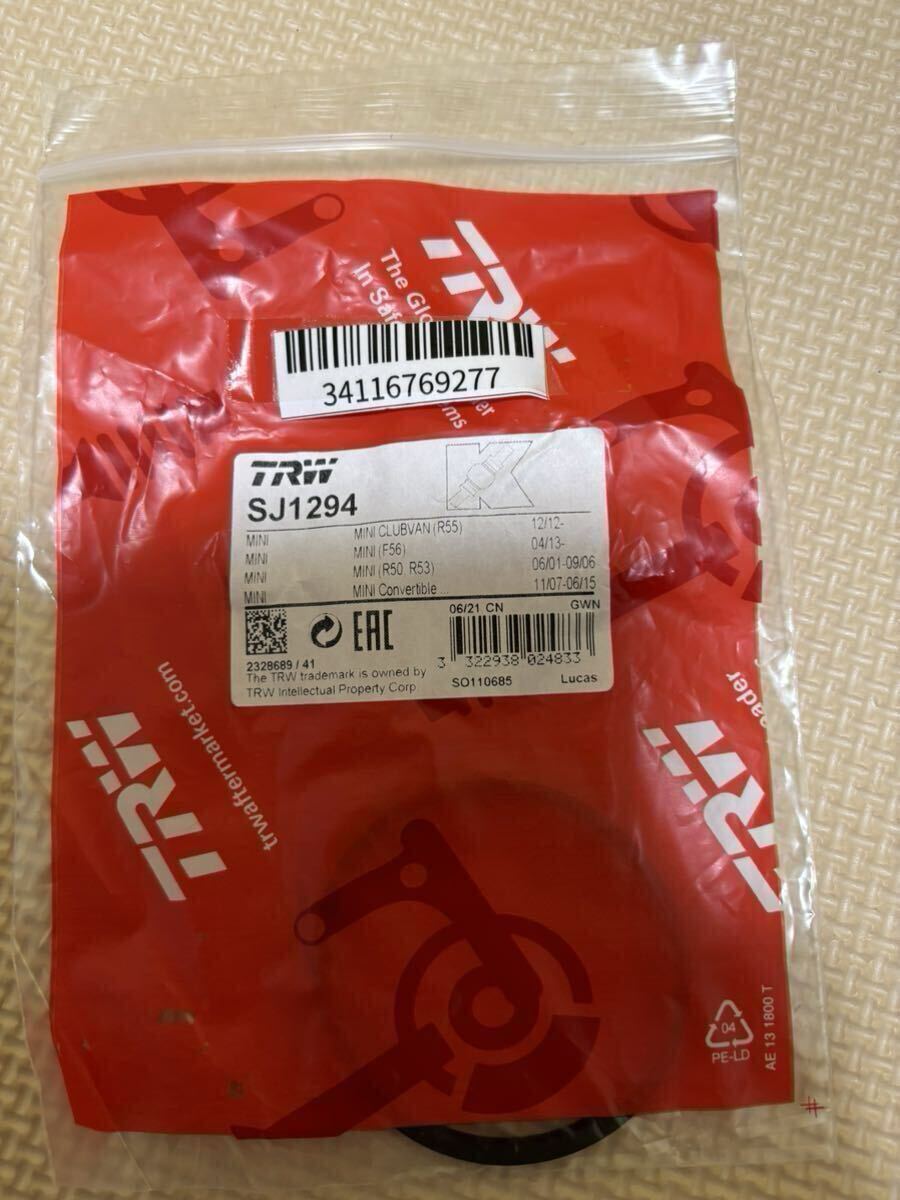 TRW
The Glo
In Saf
er
ms
34116769277
TRW
SJ1294
MINI MINI CLUBVAN (R55) 12/12-
MINI MINI (F56) 04/13-
MINI MINI (R50, R53) 06/01-09/06
MINI MINI Convertible ... 11/07-06/15
EAC
06/21 CN GWN
3 322938 024833
2328689 / 41
The TRW trademark is owned by
TRW Intellectual Property Corp
SO110685 Lucas
trwaftermarket.com
TRW
eader
TRW
04
PE-LD
AE 13 1800 T
#